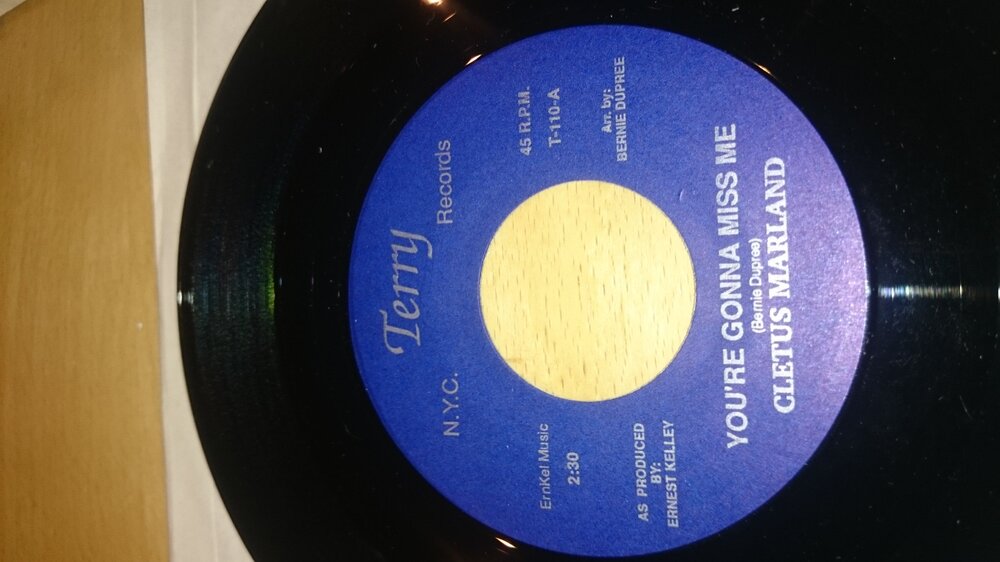 Terry
N.Y.C. Records
ErnKel Music
2:30
45 R.P.M.
T-110-A
AS PRODUCED
BY:
ERNEST KELLEY
Arr. by:
BERNIE DUPREE
YOU'RE GONNA MISS ME
(Bernie Dupree)
CLETUS MARLAND